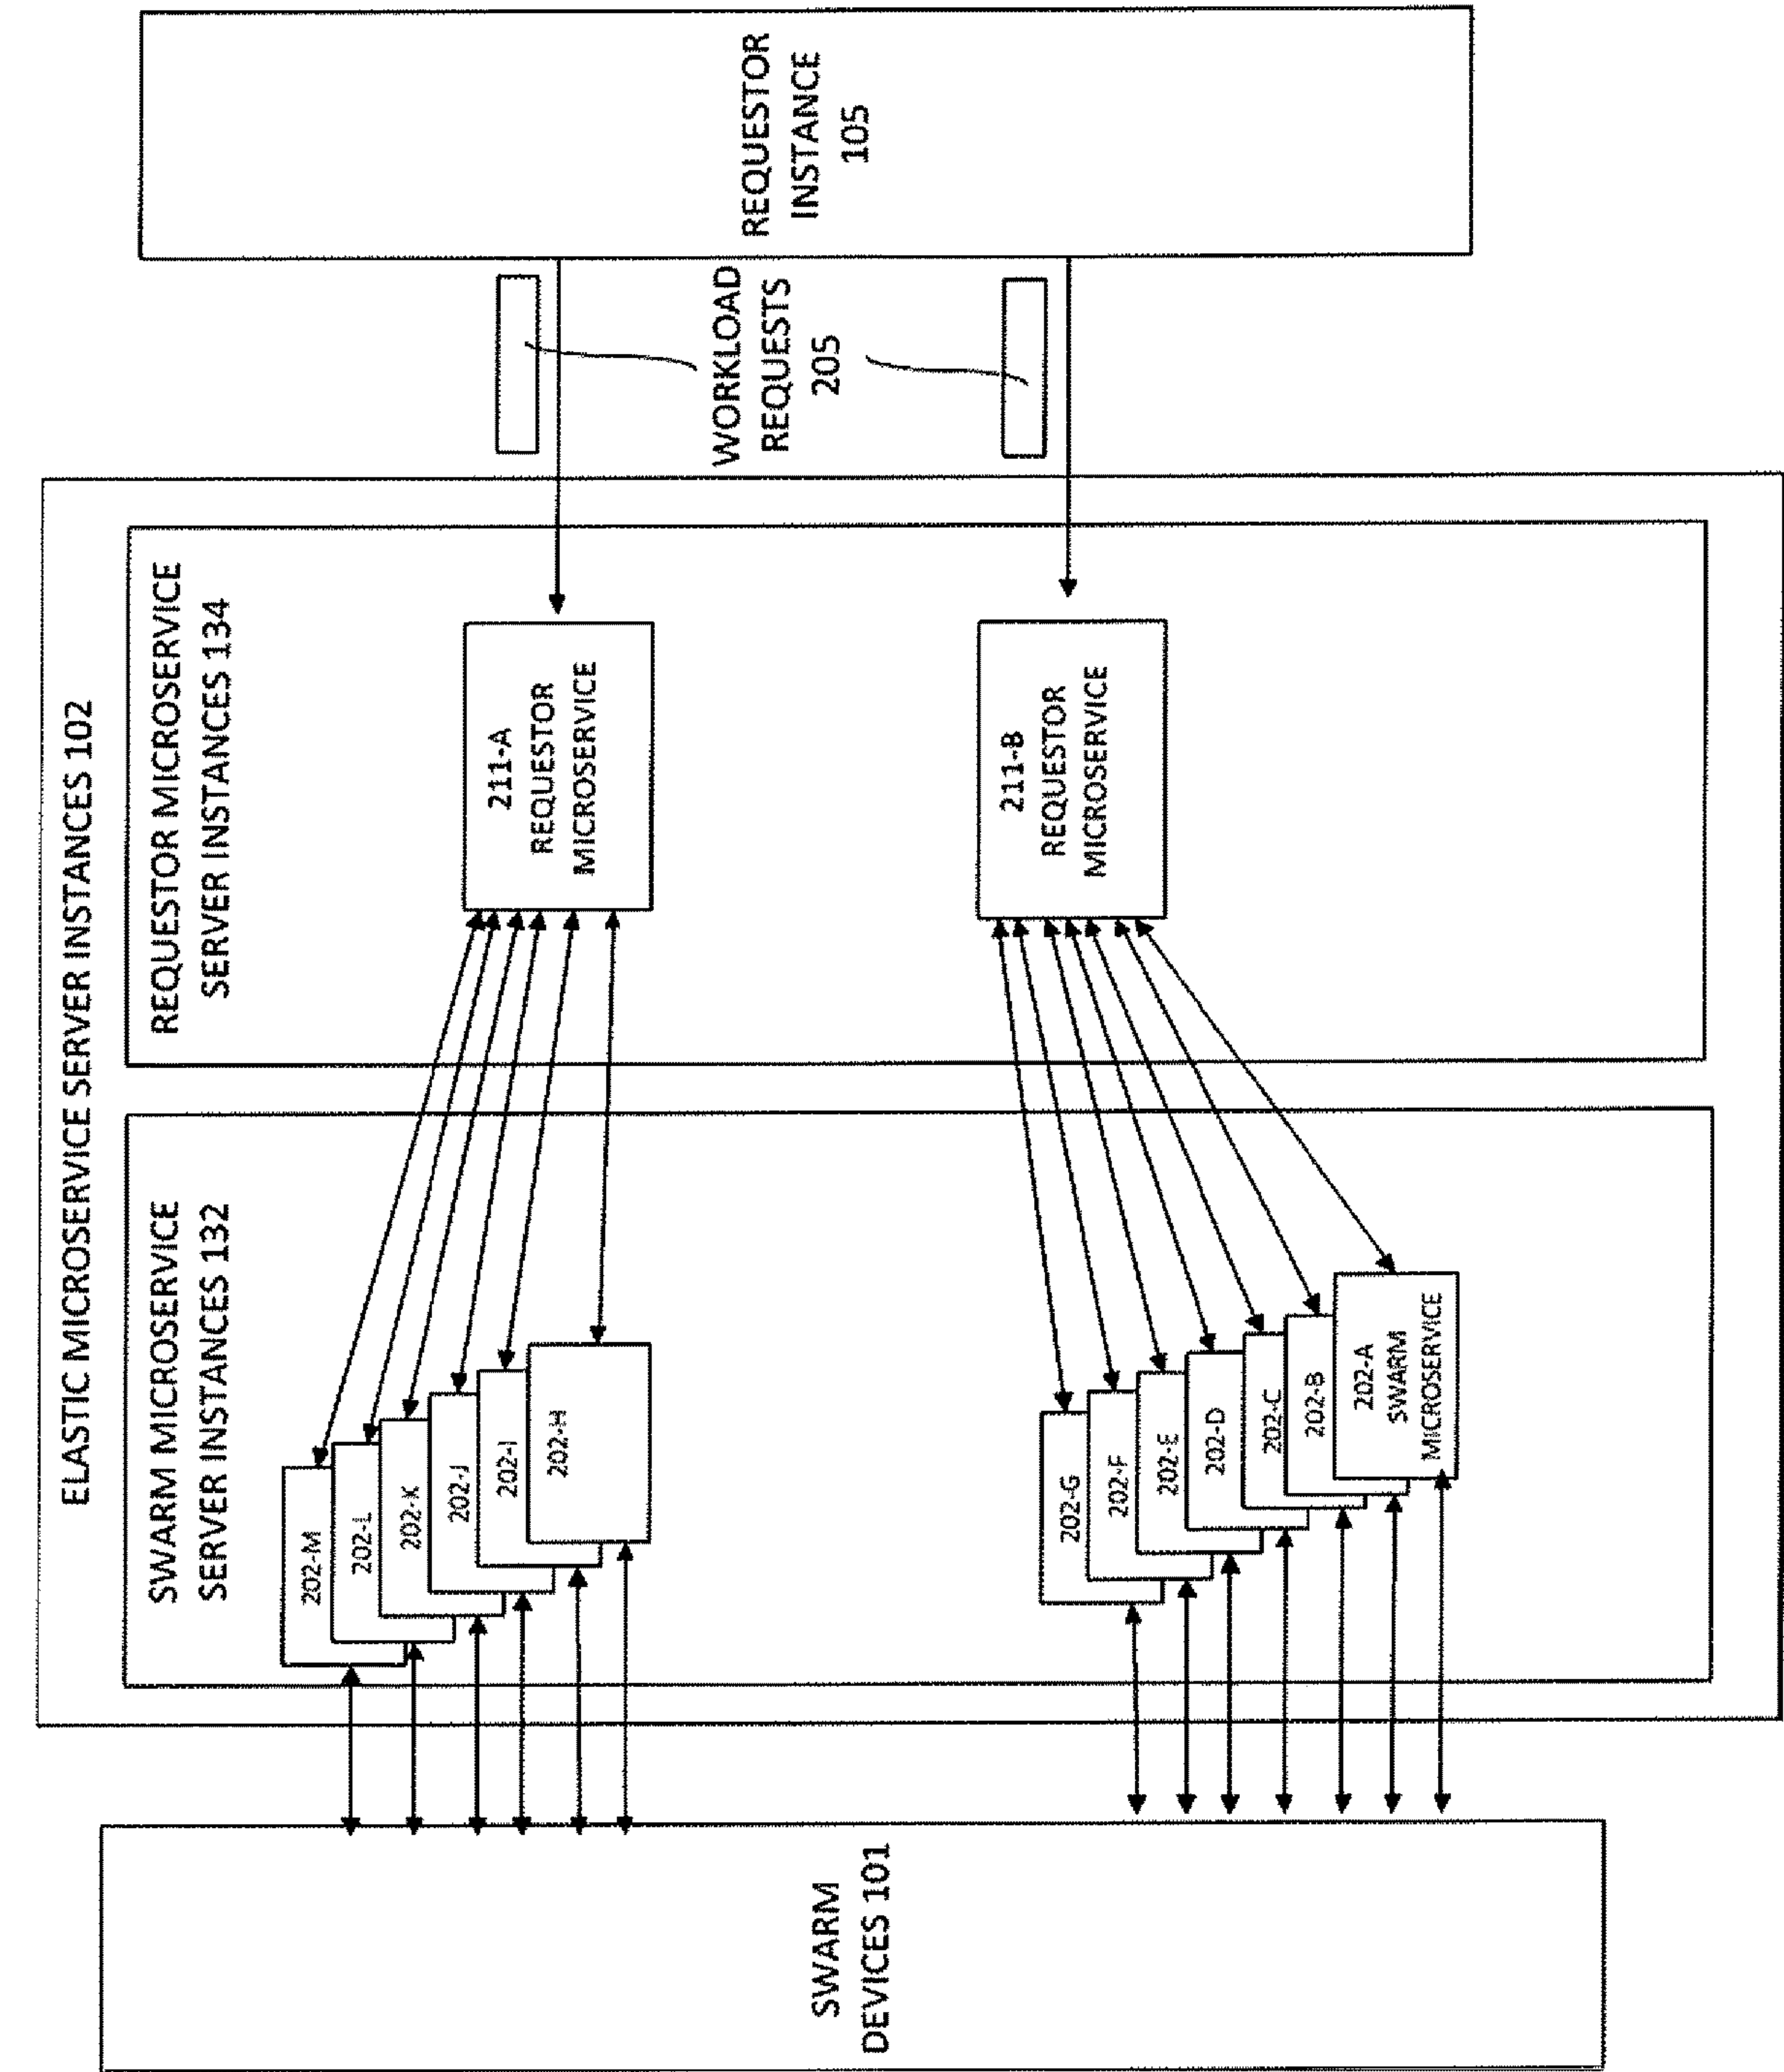 ELASTIC MICROSERVICE SERVER INSTANCES 102
SWARM
DEVICES 101
SWARM MICROSERVICE
SERVER INSTANCES 132
202-M
202-L
202-K
202-J
202-I
202-H
202-G
202-F
202-E
202-D
202-C
202-B
202-A
SWARM
MICROSERVICE
REQUESTOR MICROSERVICE
SERVER INSTANCES 134
211-A
REQUESTOR
MICROSERVICE
211-B
REQUESTOR
MICROSERVICE
WORKLOAD
REQUESTS
205
REQUESTOR
INSTANCE
105